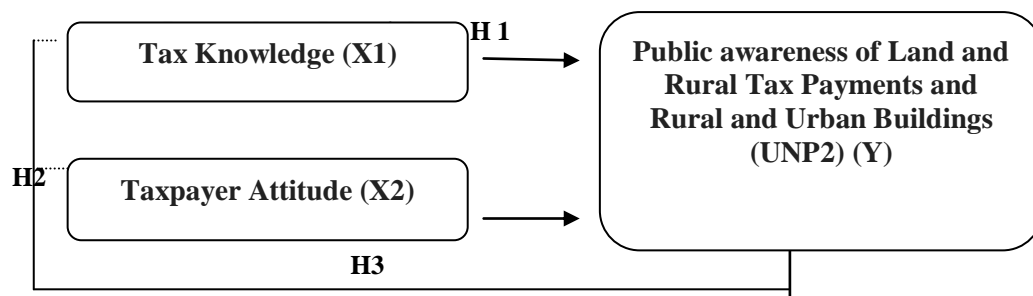 H 1
Tax Knowledge (X1)
Public awareness of Land and
Rural Tax Payments and
Rural and Urban Buildings
(UNP2) (Y)
H2
Taxpayer Attitude (X2)
H3